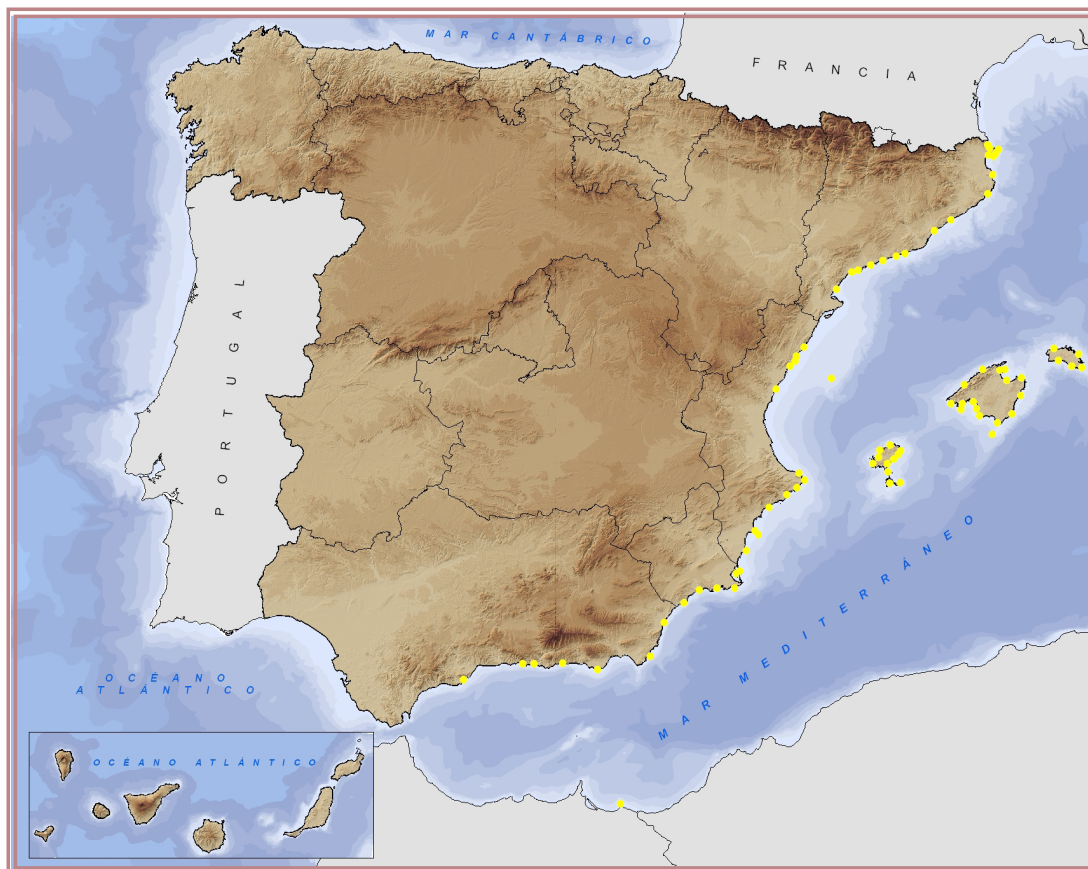 MAR CANTÁBRICO
FRANCIA
PORTUGAL
MAR MEDITERRÁNEO
OCÉANO
ATLÁNTICO
OCÉANO ATLÁNTICO